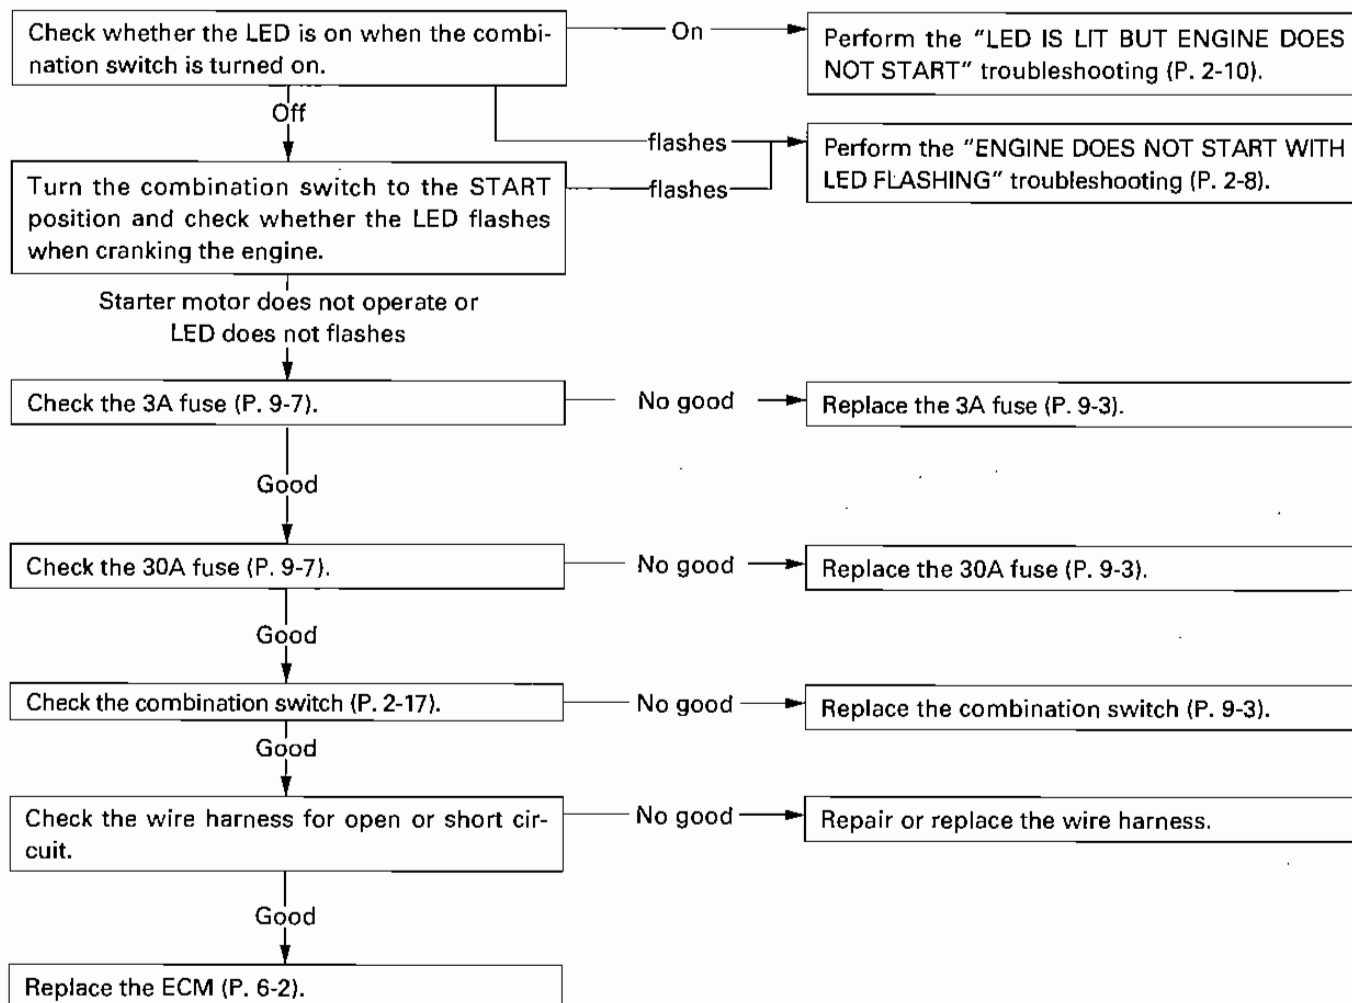 Check whether the LED is on when the combi-
nation switch is turned on.
On
Perform the "LED IS LIT BUT ENGINE DOES
NOT START" troubleshooting (P. 2-10).
Off
flashes
Perform the "ENGINE DOES NOT START WITH
LED FLASHING" troubleshooting (P. 2-8).
Turn the combination switch to the START
position and check whether the LED flashes
when cranking the engine.
flashes
Starter motor does not operate or
LED does not flashes
Check the 3A fuse (P. 9-7).
No good
Replace the 3A fuse (P. 9-3).
Good
Check the 30A fuse (P. 9-7).
No good
Replace the 30A fuse (P. 9-3).
Good
Check the combination switch (P. 2-17).
No good
Replace the combination switch (P. 9-3).
Good
Check the wire harness for open or short cir-
cuit.
No good
Repair or replace the wire harness.
Good
Replace the ECM (P. 6-2).